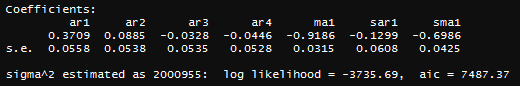 Coefficients:
ar1 ar2 ar3 ar4 ma1 sar1 sma1
0.3709 0.0885 -0.0328 -0.0446 -0.9186 -0.1299 -0.6986
s.e. 0.0558 0.0538 0.0535 0.0528 0.0315 0.0608 0.0425
sigma^2 estimated as 2000955: log likelihood = -3735.69, aic = 7487.37